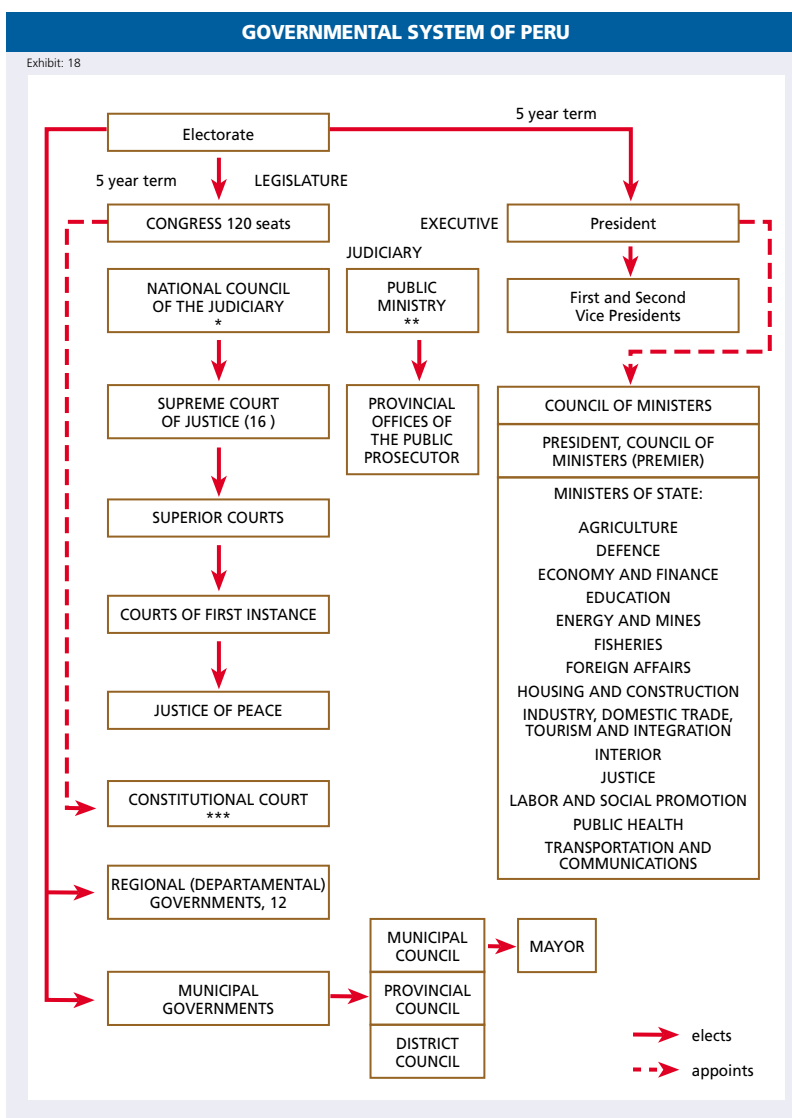 GOVERNMENTAL SYSTEM OF PERU
Exhibit: 18
5 year term
Electorate
5 year term
LEGISLATURE
CONGRESS 120 seats
EXECUTIVE
President
JUDICIARY
NATIONAL COUNCIL
OF THE JUDICIARY
*
PUBLIC
MINISTRY
**
First and Second
Vice Presidents
SUPREME COURT
OF JUSTICE (16 )
PROVINCIAL
OFFICES OF
THE PUBLIC
PROSECUTOR
COUNCIL OF MINISTERS
PRESIDENT, COUNCIL OF
MINISTERS (PREMIER)
MINISTERS OF STATE:
AGRICULTURE
DEFENCE
ECONOMY AND FINANCE
EDUCATION
ENERGY AND MINES
FISHERIES
FOREIGN AFFAIRS
HOUSING AND CONSTRUCTION
INDUSTRY, DOMESTIC TRADE,
TOURISM AND INTEGRATION
INTERIOR
JUSTICE
LABOR AND SOCIAL PROMOTION
PUBLIC HEALTH
TRANSPORTATION AND
COMMUNICATIONS
SUPERIOR COURTS
COURTS OF FIRST INSTANCE
JUSTICE OF PEACE
CONSTITUTIONAL COURT
***
REGIONAL (DEPARTAMENTAL)
GOVERNMENTS, 12
MUNICIPAL
GOVERNMENTS
MUNICIPAL
COUNCIL
MAYOR
PROVINCIAL
COUNCIL
DISTRICT
COUNCIL
elects
appoints